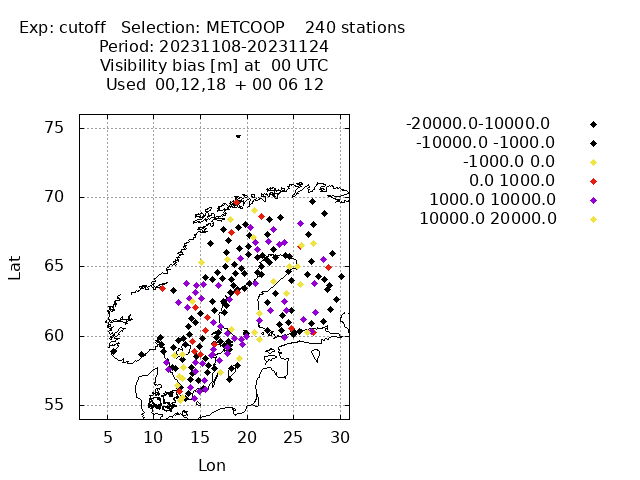 Exp: cutoff   Selection: METCOOP    240 stations
Period: 20231108-20231124
Visibility bias [m] at  00 UTC
Used  00,12,18  + 00 06 12
-20000.0-10000.0
-10000.0 -1000.0
-1000.0 0.0
0.0 1000.0
1000.0 10000.0
10000.0 20000.0
75
70
65
60
55
Lat
5 10 15 20 25 30
Lon